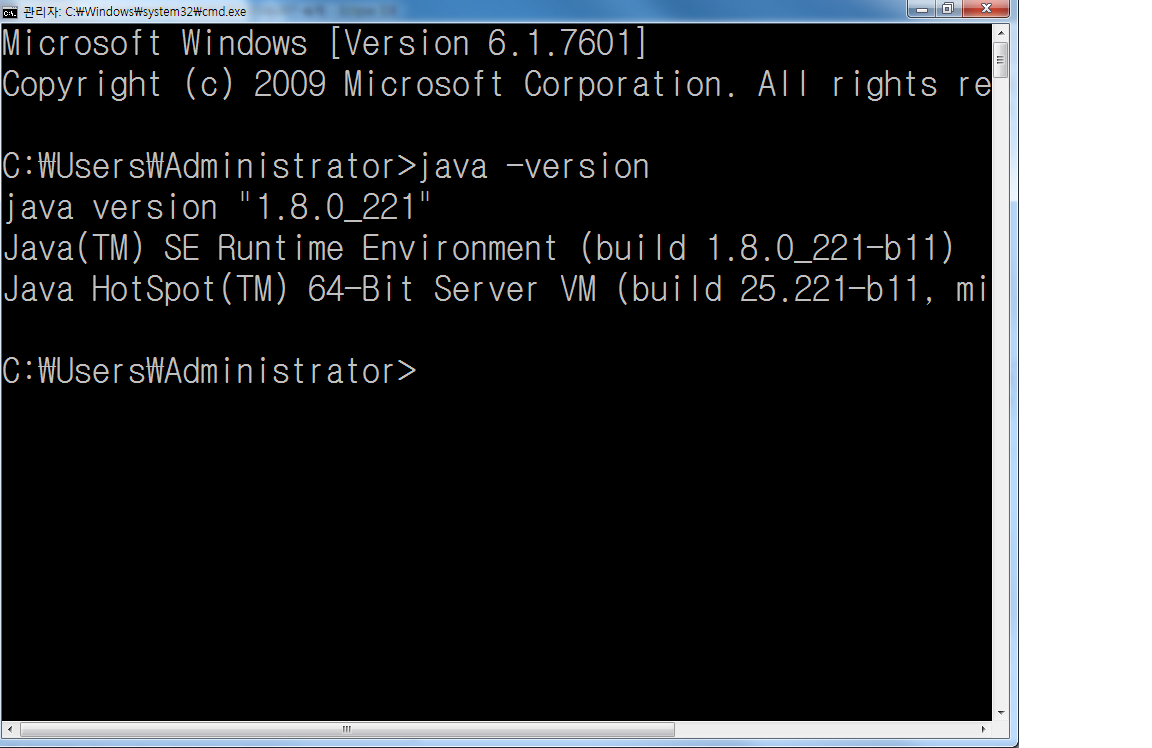 관리자: C:₩Windows₩system32₩cmd.exe
Microsoft Windows [Version 6.1.7601]
Copyright (c) 2009 Microsoft Corporation. All rights re
C:₩Users₩Administrator>java -version
java version "1.8.0_221"
Java(TM) SE Runtime Environment (build 1.8.0_221-b11)
Java HotSpot(TM) 64-Bit Server VM (build 25.221-b11, mi
C:₩Users₩Administrator>